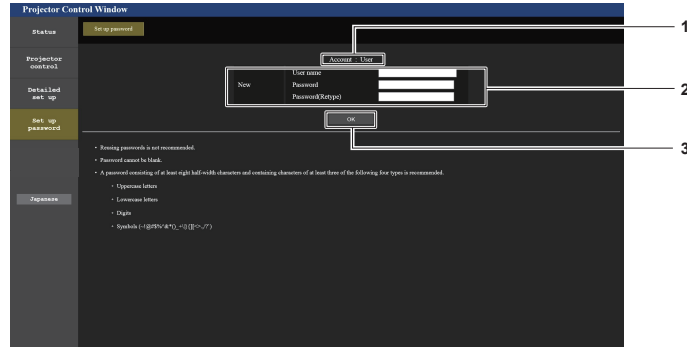 Projector Control Window
Status
Set up password
1
Projector control
Account : User
User name
2
Detailed set up
New
Password
Password(Retype)
Set up password
OK
3
• Reusing passwords is not recommended.
• Password cannot be blank.
• A password consisting of at least eight half-width characters and containing characters of at least three of the following four types is recommended.
• Uppercase letters
• Lowercase letters
Japanese
• Digits
• Symbols